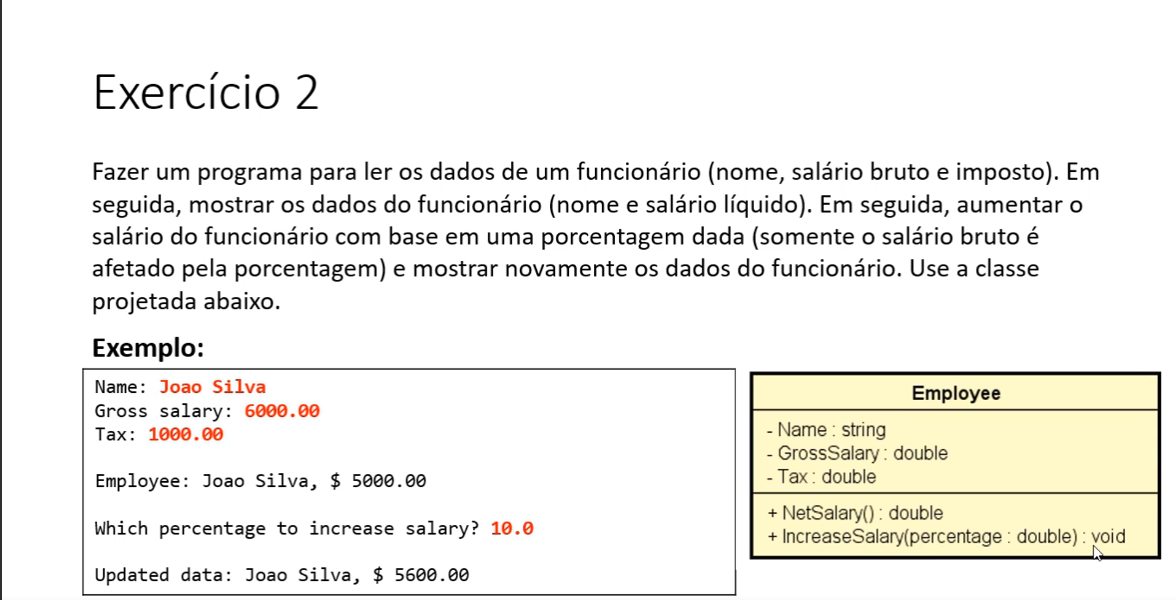 Exercício 2
Fazer um programa para ler os dados de um funcionário (nome, salário bruto e imposto). Em
seguida, mostrar os dados do funcionário (nome e salário líquido). Em seguida, aumentar o
salário do funcionário com base em uma porcentagem dada (somente o salário bruto é
afetado pela porcentagem) e mostrar novamente os dados do funcionário. Use a classe
projetada abaixo.
Exemplo:
Name: Joao Silva
Gross salary: 6000.00
Tax: 1000.00
Employee: Joao Silva, $ 5000.00
Which percentage to increase salary? 10.0
Updated data: Joao Silva, $ 5600.00
Employee
- Name : string
- GrossSalary : double
- Tax : double
+ NetSalary() : double
+ IncreaseSalary(percentage : double) : void